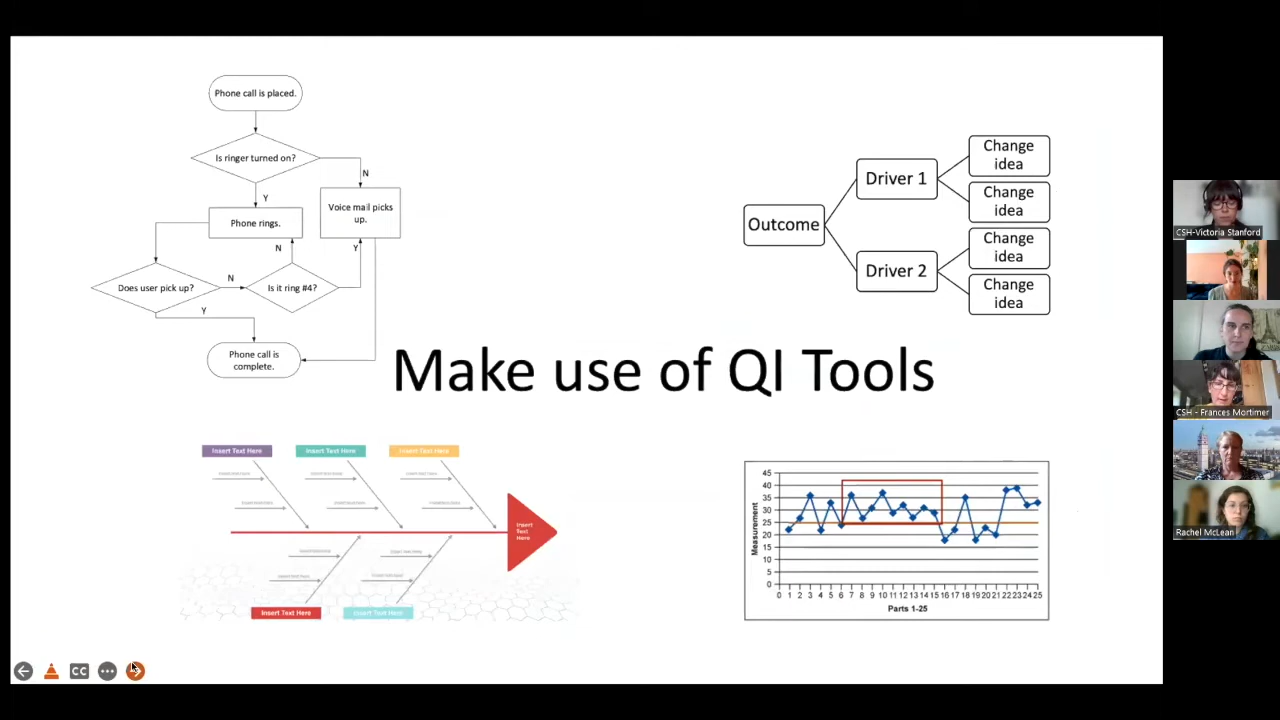 Phone call is placed.
Is ringer turned on?
N
Y
Voice mail picks
up.
Phone rings.
N
Y
Does user pick up?
N
Is it ring #4?
Y
Phone call is
complete.
Outcome
Driver 1
Driver 2
Change
idea
Change
idea
Change
idea
Change
idea
Make use of QI Tools
Insert Text Here
Insert Text Here
Insert Text Here
Insert
Text
Here
Insert Text Here
Insert Text Here
Measurement
45
40
35
30
25
20
15
10
5
0
0 1 2 3 4 5 6 7 8 9 10 11 12 13 14 15 16 17 18 19 20 21 22 23 24 25
Parts 1-25
CC
CSH-Victoria Stanford
CSH - Frances Mortimer
Rachel McLean